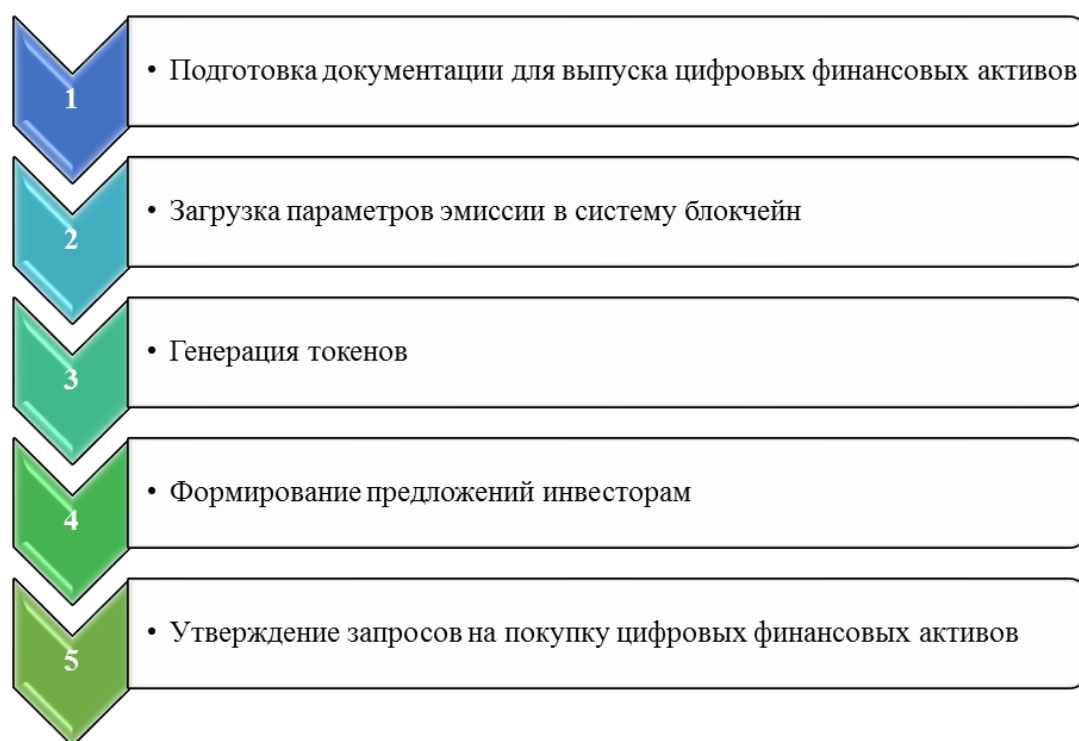 1
• Подготовка документации для выпуска цифровых финансовых активов
2
• Загрузка параметров эмиссии в систему блокчейн
3
• Генерация токенов
4
• Формирование предложений инвесторам
5
• Утверждение запросов на покупку цифровых финансовых активов